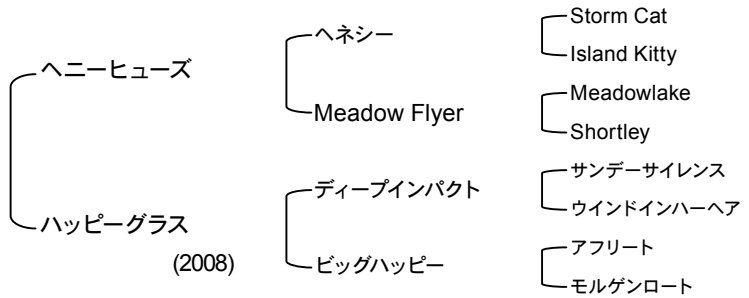 ヘニーヒューズ
ハッピーグラス
(2008)
ヘネシー
Meadow Flyer
ディープインパクト
ビッグハッピー
Storm Cat
Island Kitty
Meadowlake
Shortley
サンデーサイレンス
ウインドインハーヘア
アフリート
モルゲンロート